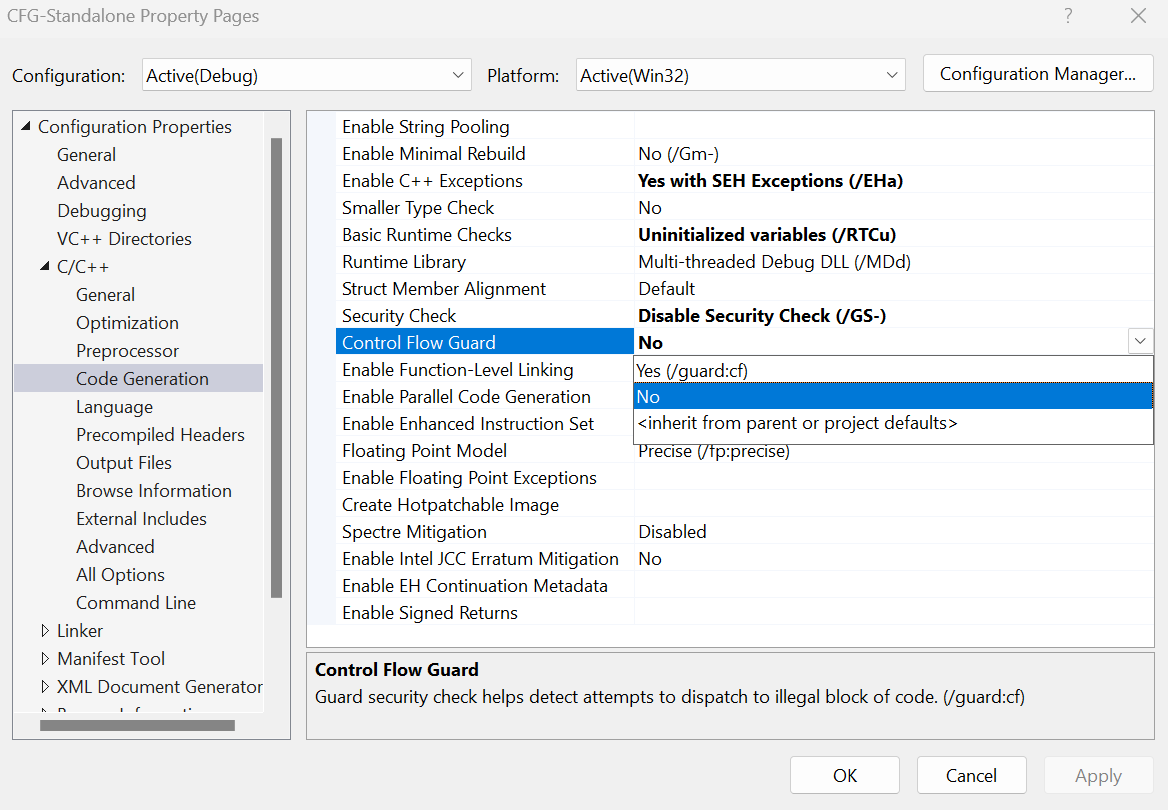 CFG-Standalone Property Pages
?
Configuration: Active(Debug) Platform: Active(Win32) Configuration Manager...
Configuration Properties
General
Advanced
Debugging
VC++ Directories
C/C++
General
Optimization
Preprocessor
Code Generation
Language
Precompiled Headers
Output Files
Browse Information
External Includes
Advanced
All Options
Command Line
Linker
Manifest Tool
XML Document Generator
Enable String Pooling
Enable Minimal Rebuild No (/Gm-)
Enable C++ Exceptions Yes with SEH Exceptions (/EHa)
Smaller Type Check No
Basic Runtime Checks Uninitialized variables (/RTCu)
Runtime Library Multi-threaded Debug DLL (/MDd)
Struct Member Alignment Default
Security Check Disable Security Check (/GS-)
Control Flow Guard No
Enable Function-Level Linking Yes (/guard:cf)
Enable Parallel Code Generation No
Enable Enhanced Instruction Set <inherit from parent or project defaults>
Floating Point Model Precise (/fp:precise)
Enable Floating Point Exceptions
Create Hotpatchable Image
Spectre Mitigation Disabled
Enable Intel JCC Erratum Mitigation No
Enable EH Continuation Metadata
Enable Signed Returns
Control Flow Guard
Guard security check helps detect attempts to dispatch to illegal block of code. (/guard:cf)
OK Cancel Apply